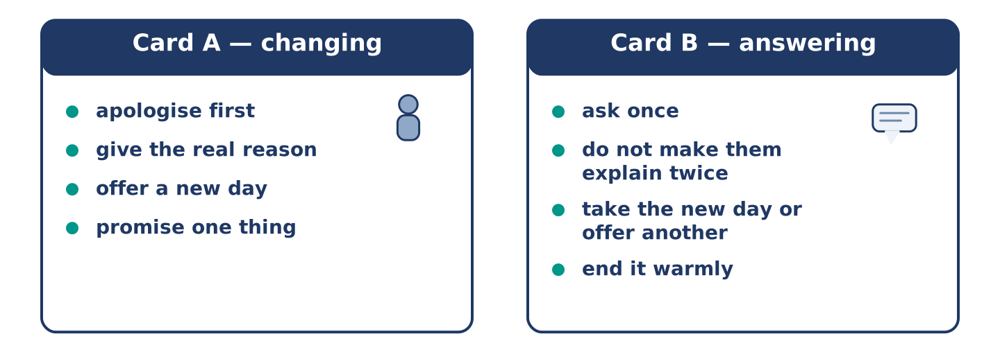 Card A — changing
apologise first
give the real reason
offer a new day
promise one thing
Card B — answering
ask once
do not make them
explain twice
take the new day or
offer another
end it warmly